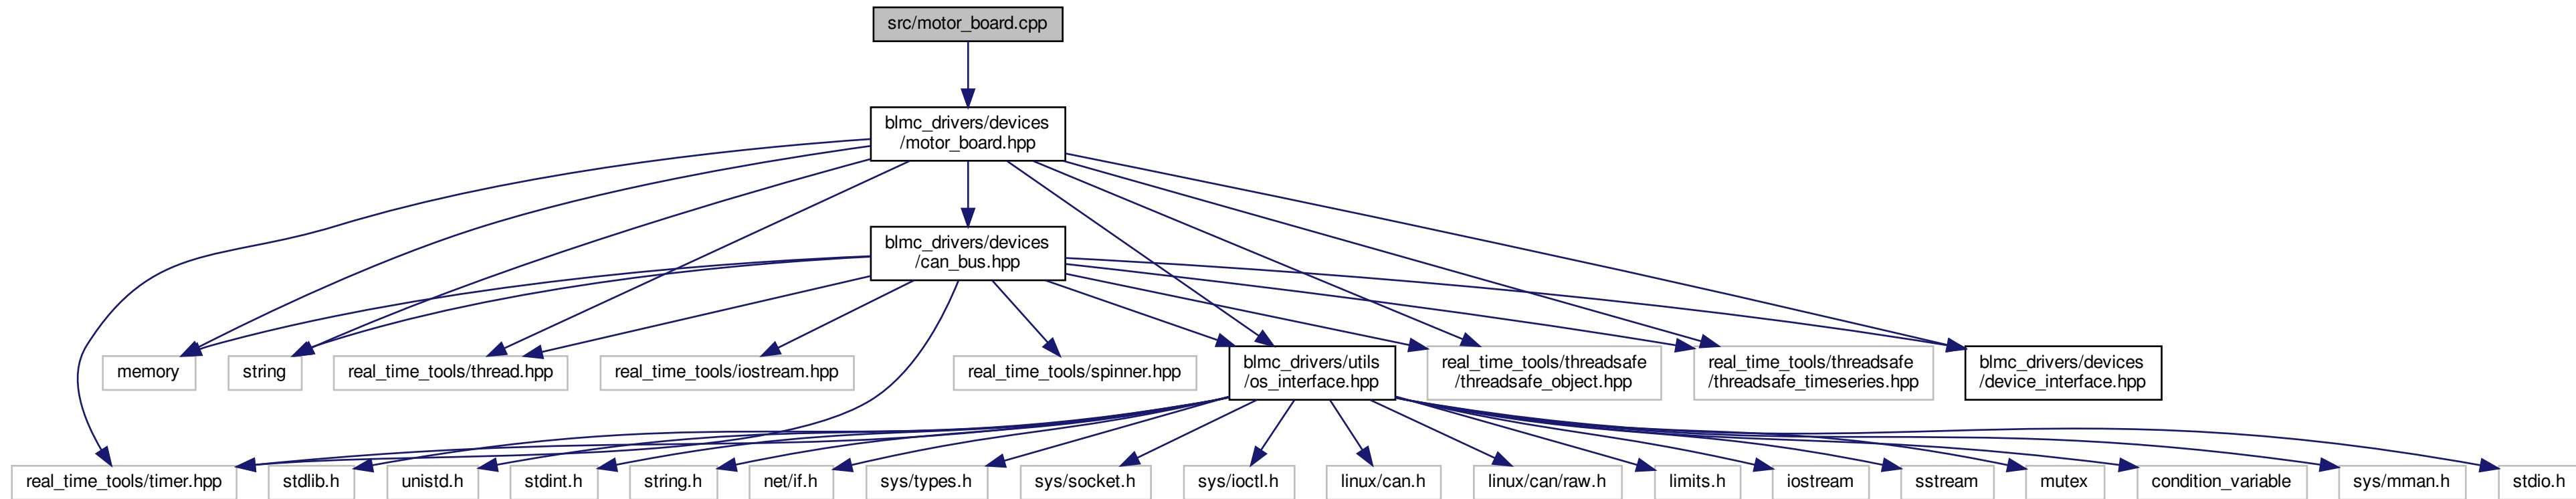 src/motor_board.cpp
blmc_drivers/devices
/motor_board.hpp
blmc_drivers/devices
/can_bus.hpp
memory
string
real_time_tools/thread.hpp
real_time_tools/iostream.hpp
real_time_tools/spinner.hpp
blmc_drivers/utils
/os_interface.hpp
real_time_tools/threadsafe
/threadsafe_object.hpp
real_time_tools/threadsafe
/threadsafe_timeseries.hpp
blmc_drivers/devices
/device_interface.hpp
real_time_tools/timer.hpp
stdlib.h
unistd.h
stdint.h
string.h
net/if.h
sys/types.h
sys/socket.h
sys/ioctl.h
linux/can.h
linux/can/raw.h
limits.h
iostream
sstream
mutex
condition_variable
sys/mman.h
stdio.h